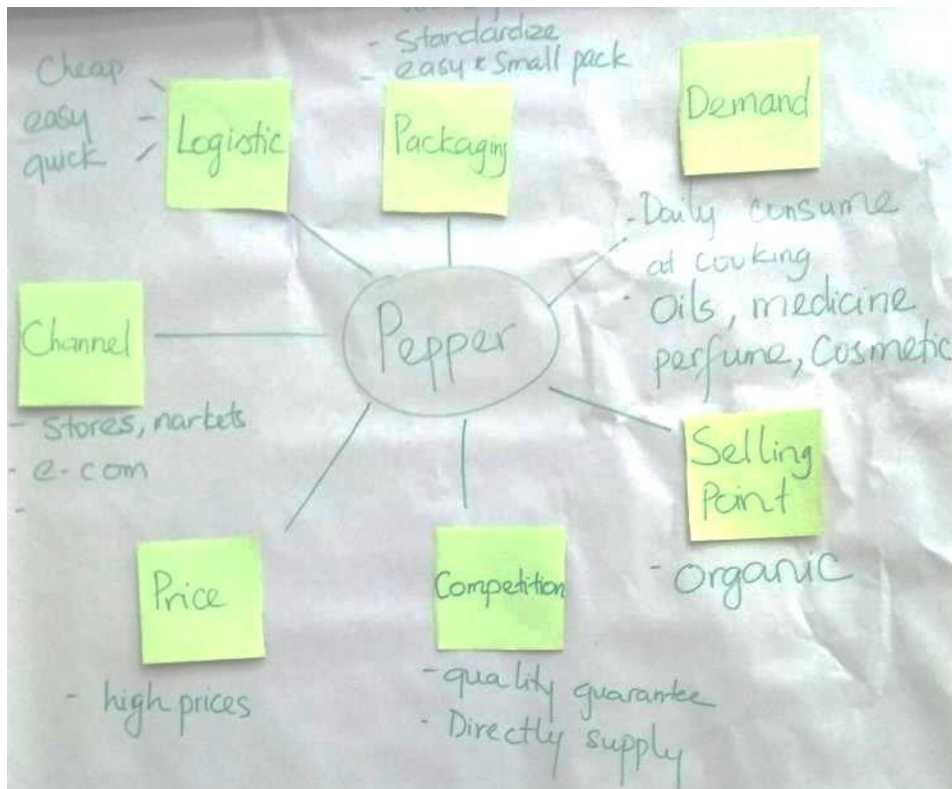 - Standardize
- easy & Small pack
Cheap
easy -
quick
Logistic
Packaging
Demand
- Daily consume
at cooking
- Oils, medicine
perfume, Cosmetic
Channel
- stores, markets
- e-com
-
Pepper
Selling
Point
- organic
Price
- high prices
Competition
- quality guarantee
- Directly supply